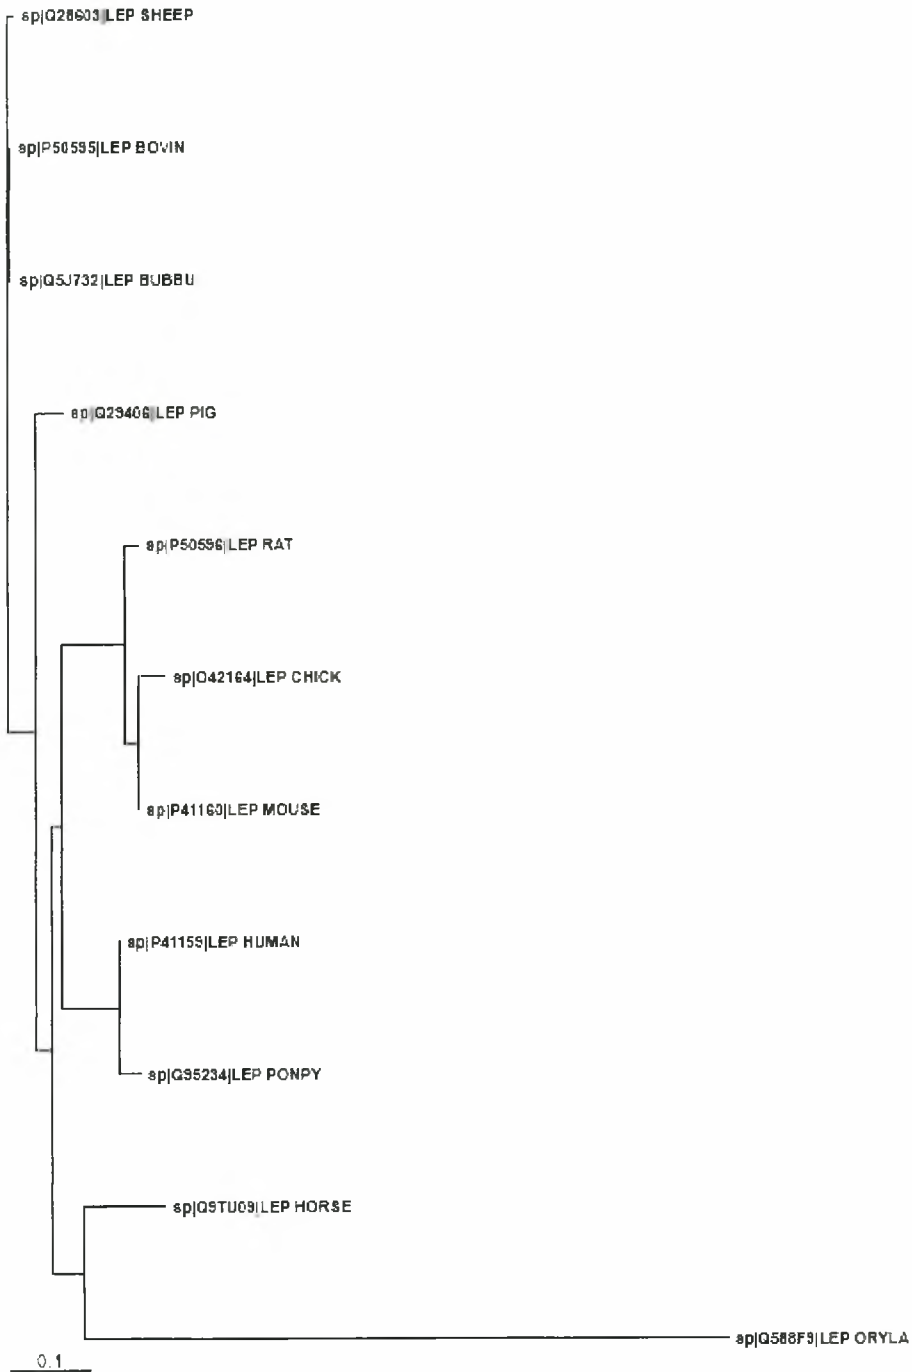 sp|Q28603|LEP SHEEP
sp|P50595|LEP BOVIN
sp|Q5J732|LEP BUBBU
sp|Q29406|LEP PIG
sp|P50596|LEP RAT
sp|O42164|LEP CHICK
sp|P41160|LEP MOUSE
sp|P41159|LEP HUMAN
sp|Q95234|LEP PONPY
sp|Q9TU09|LEP HORSE
sp|Q588F9|LEP ORYLA
0.1